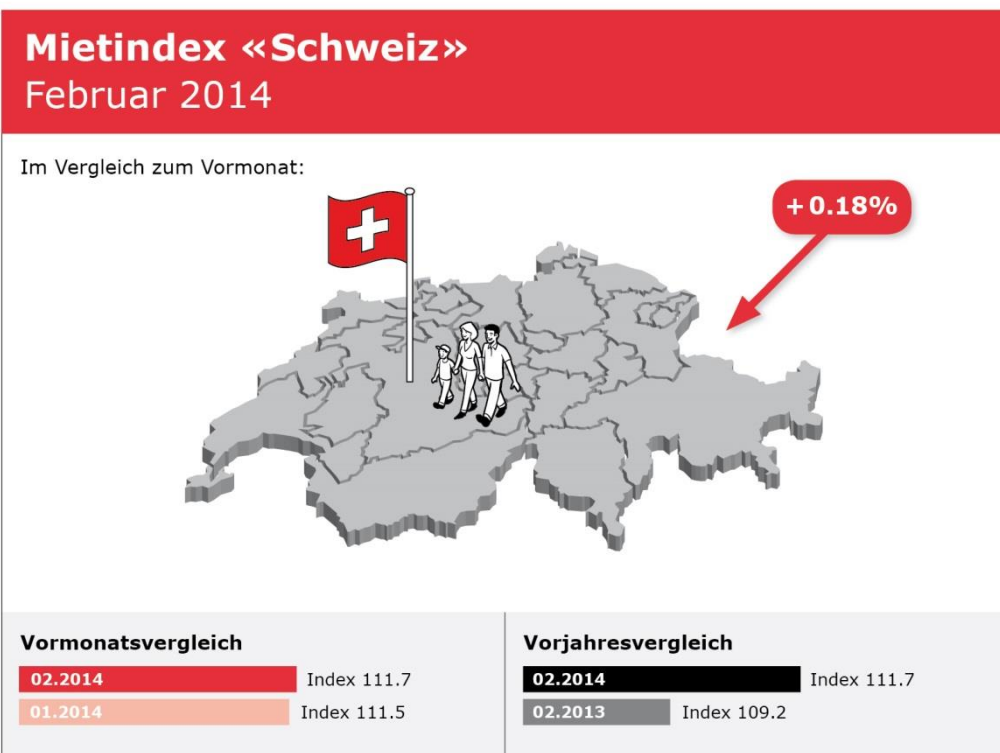 Mietindex «Schweiz»
Februar 2014
Im Vergleich zum Vormonat:
+0.18%
Vormonatsvergleich
02.2014 Index 111.7
01.2014 Index 111.5
Vorjahresvergleich
02.2014 Index 111.7
02.2013 Index 109.2